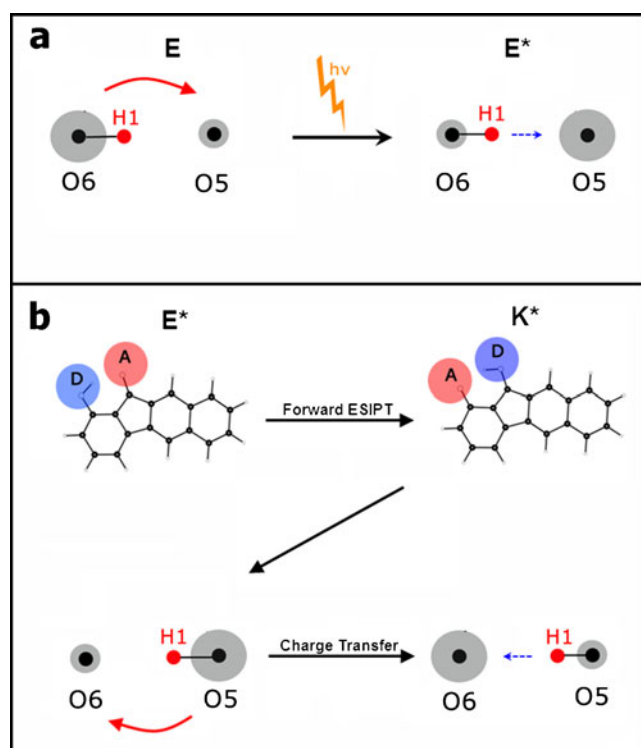 a
E
hv
E*
H1
O6
O5
H1
O6
O5
b
E*
K*
D
A
Forward ESIPT
A
D
H1
O6
O5
Charge Transfer
H1
O6
O5